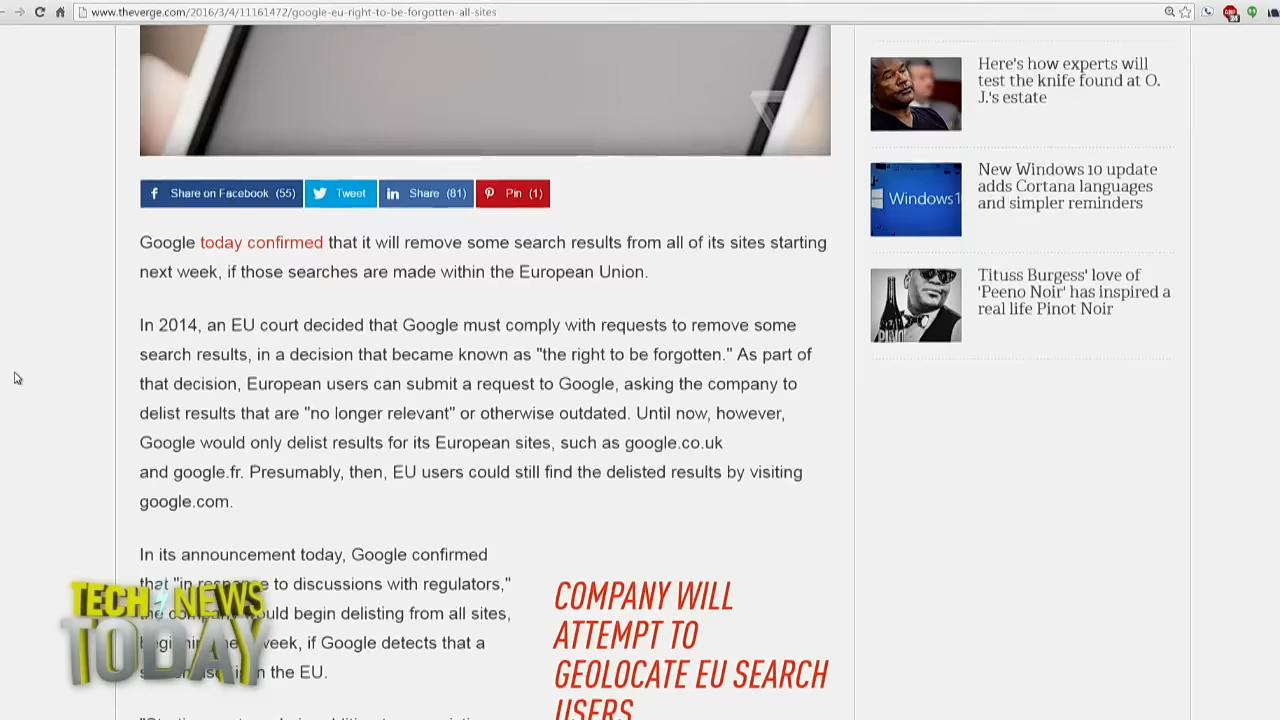 www.theverge.com/2016/3/4/11161472/google-eu-right-to-be-forgotten-all-sites
Share on Facebook (55)
Tweet
Share (81)
Pin (1)
Google today confirmed that it will remove some search results from all of its sites starting
next week, if those searches are made within the European Union.
In 2014, an EU court decided that Google must comply with requests to remove some
search results, in a decision that became known as "the right to be forgotten." As part of
that decision, European users can submit a request to Google, asking the company to
delist results that are "no longer relevant" or otherwise outdated. Until now, however,
Google would only delist results for its European sites, such as google.co.uk
and google.fr. Presumably, then, EU users could still find the delisted results by visiting
google.com.
In its announcement today, Google confirmed
that "in response to discussions with regulators,"
the company would begin delisting from all sites,
beginning next week, if Google detects that a
is in the EU.
COMPANY WILL
ATTEMPT TO
GEOLOCATE EU SEARCH
USERS
TECH NEWS
TODAY
Here's how experts will
test the knife found at O.
J.'s estate
Windows 1
New Windows 10 update
adds Cortana languages
and simpler reminders
Tituss Burgess' love of
'Peeno Noir' has inspired a
real life Pinot Noir